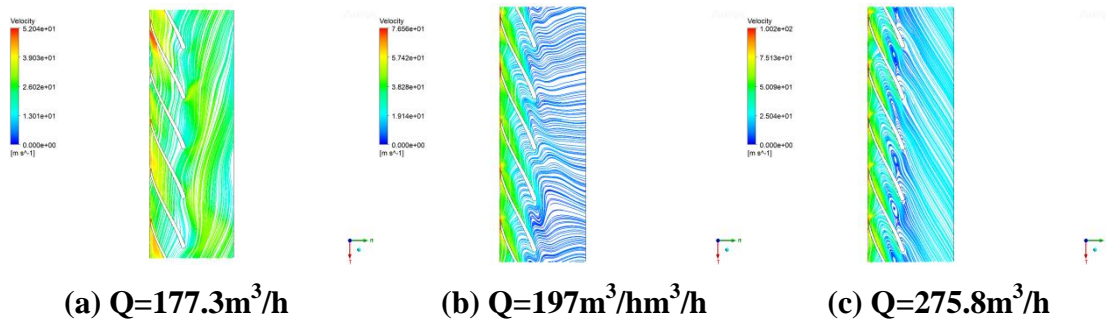 Velocity
5.204e+01
3.903e+01
2.602e+01
1.301e+01
0.000e+00
[m s^-1]
Velocity
7.656e+01
5.742e+01
3.828e+01
1.914e+01
0.000e+00
[m s^-1]
Velocity
1.002e+02
7.513e+01
5.009e+01
2.504e+01
0.000e+00
[m s^-1]
(a) Q=177.3m³/h
(b) Q=197m³/hm³/h
(c) Q=275.8m³/h